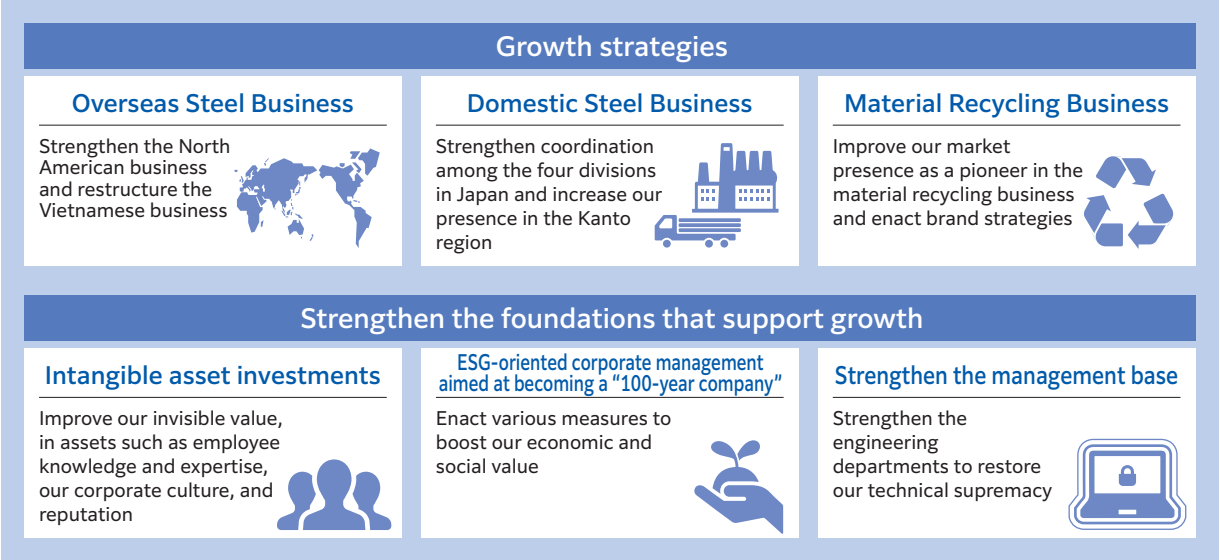 Growth strategies
Overseas Steel Business
Strengthen the North
American business
and restructure the
Vietnamese business
Domestic Steel Business
Strengthen coordination
among the four divisions
in Japan and increase our
presence in the Kanto
region
Material Recycling Business
Improve our market
presence as a pioneer in the
material recycling business
and enact brand strategies
Strengthen the foundations that support growth
Intangible asset investments
Improve our invisible value,
in assets such as employee
knowledge and expertise,
our corporate culture, and
reputation
ESG-oriented corporate management
aimed at becoming a “100-year company”
Enact various measures to
boost our economic and
social value
Strengthen the management base
Strengthen the
engineering
departments to restore
our technical supremacy